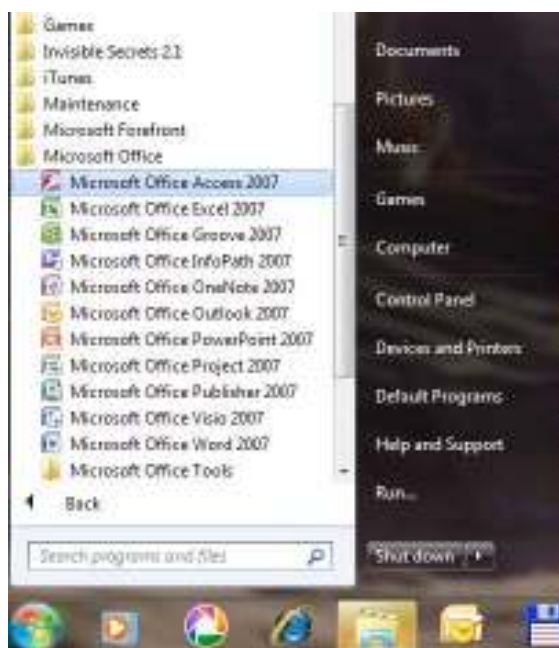 Games
Invisible Secrets 2.1
iTunes
Maintenance
Microsoft Forefront
Microsoft Office
Microsoft Office Access 2007
Microsoft Office Excel 2007
Microsoft Office Groove 2007
Microsoft Office InfoPath 2007
Microsoft Office OneNote 2007
Microsoft Office Outlook 2007
Microsoft Office PowerPoint 2007
Microsoft Office Project 2007
Microsoft Office Publisher 2007
Microsoft Office Visio 2007
Microsoft Office Word 2007
Microsoft Office Tools
Back
Search programs and files
Documents
Pictures
Music
Games
Computer
Control Panel
Devices and Printers
Default Programs
Help and Support
Run...
Shut down